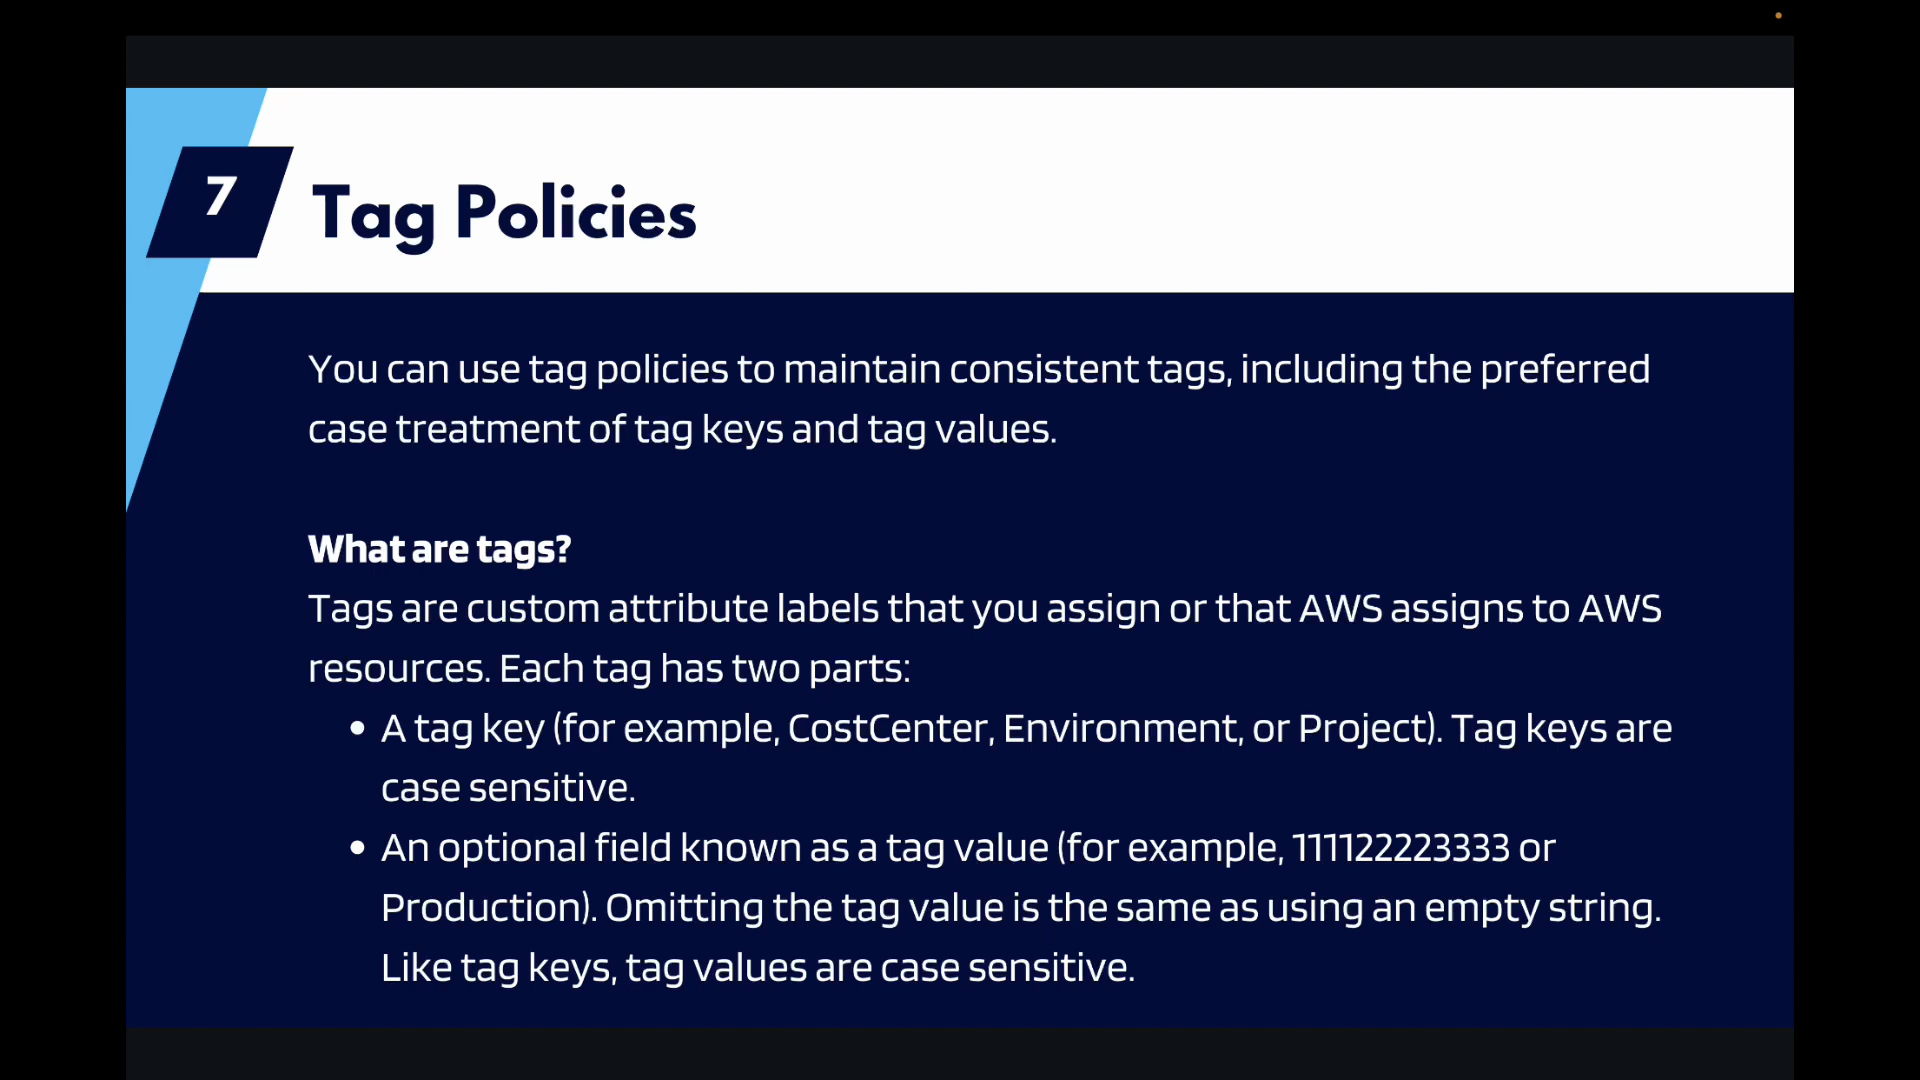 7
Tag Policies
You can use tag policies to maintain consistent tags, including the preferred
case treatment of tag keys and tag values.
What are tags?
Tags are custom attribute labels that you assign or that AWS assigns to AWS
resources. Each tag has two parts:
• A tag key (for example, CostCenter, Environment, or Project). Tag keys are
case sensitive.
• An optional field known as a tag value (for example, 111122223333 or
Production). Omitting the tag value is the same as using an empty string.
Like tag keys, tag values are case sensitive.